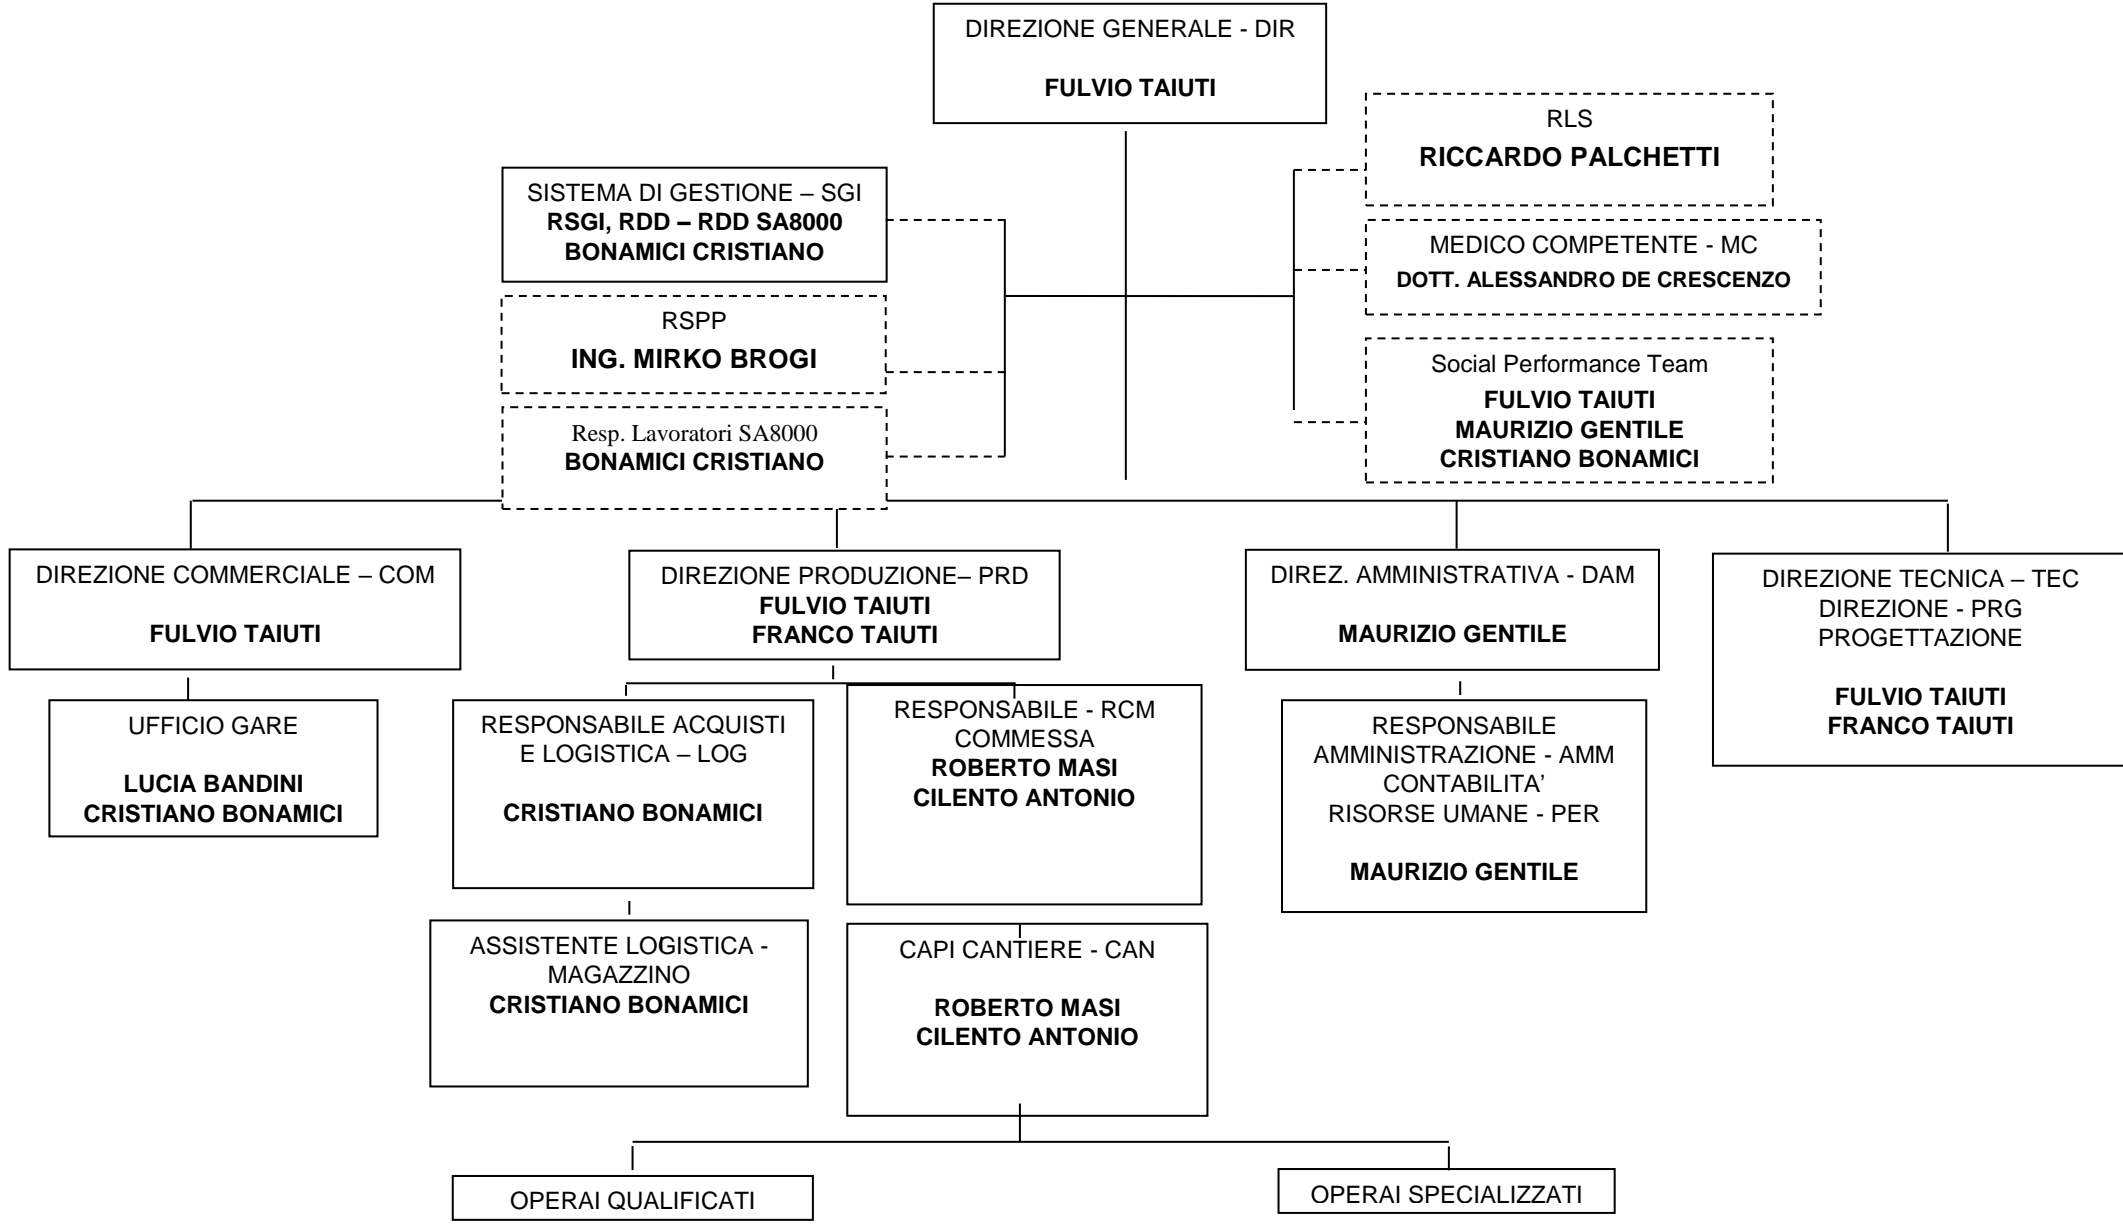 DIREZIONE GENERALE - DIR
FULVIO TAIUTI
RLS
RICCARDO PALCHETTI
SISTEMA DI GESTIONE – SGI
RSGI, RDD – RDD SA8000
BONAMICI CRISTIANO
MEDICO COMPETENTE - MC
DOTT. ALESSANDRO DE CRESCENZO
RSPP
ING. MIRKO BROGI
Social Performance Team
FULVIO TAIUTI
MAURIZIO GENTILE
CRISTIANO BONAMICI
Resp. Lavoratori SA8000
BONAMICI CRISTIANO
DIREZIONE COMMERCIALE – COM
FULVIO TAIUTI
DIREZIONE PRODUZIONE– PRD
FULVIO TAIUTI
FRANCO TAIUTI
DIREZ. AMMINISTRATIVA - DAM
MAURIZIO GENTILE
DIREZIONE TECNICA – TEC
DIREZIONE - PRG
PROGETTAZIONE
FULVIO TAIUTI
FRANCO TAIUTI
UFFICIO GARE
LUCIA BANDINI
CRISTIANO BONAMICI
RESPONSABILE ACQUISTI
E LOGISTICA – LOG
CRISTIANO BONAMICI
RESPONSABILE - RCM
COMMESSA
ROBERTO MASI
CILENTO ANTONIO
RESPONSABILE
AMMINISTRAZIONE - AMM
CONTABILITA’
RISORSE UMANE - PER
MAURIZIO GENTILE
ASSISTENTE LOGISTICA -
MAGAZZINO
CRISTIANO BONAMICI
CAPI CANTIERE - CAN
ROBERTO MASI
CILENTO ANTONIO
OPERAI QUALIFICATI
OPERAI SPECIALIZZATI